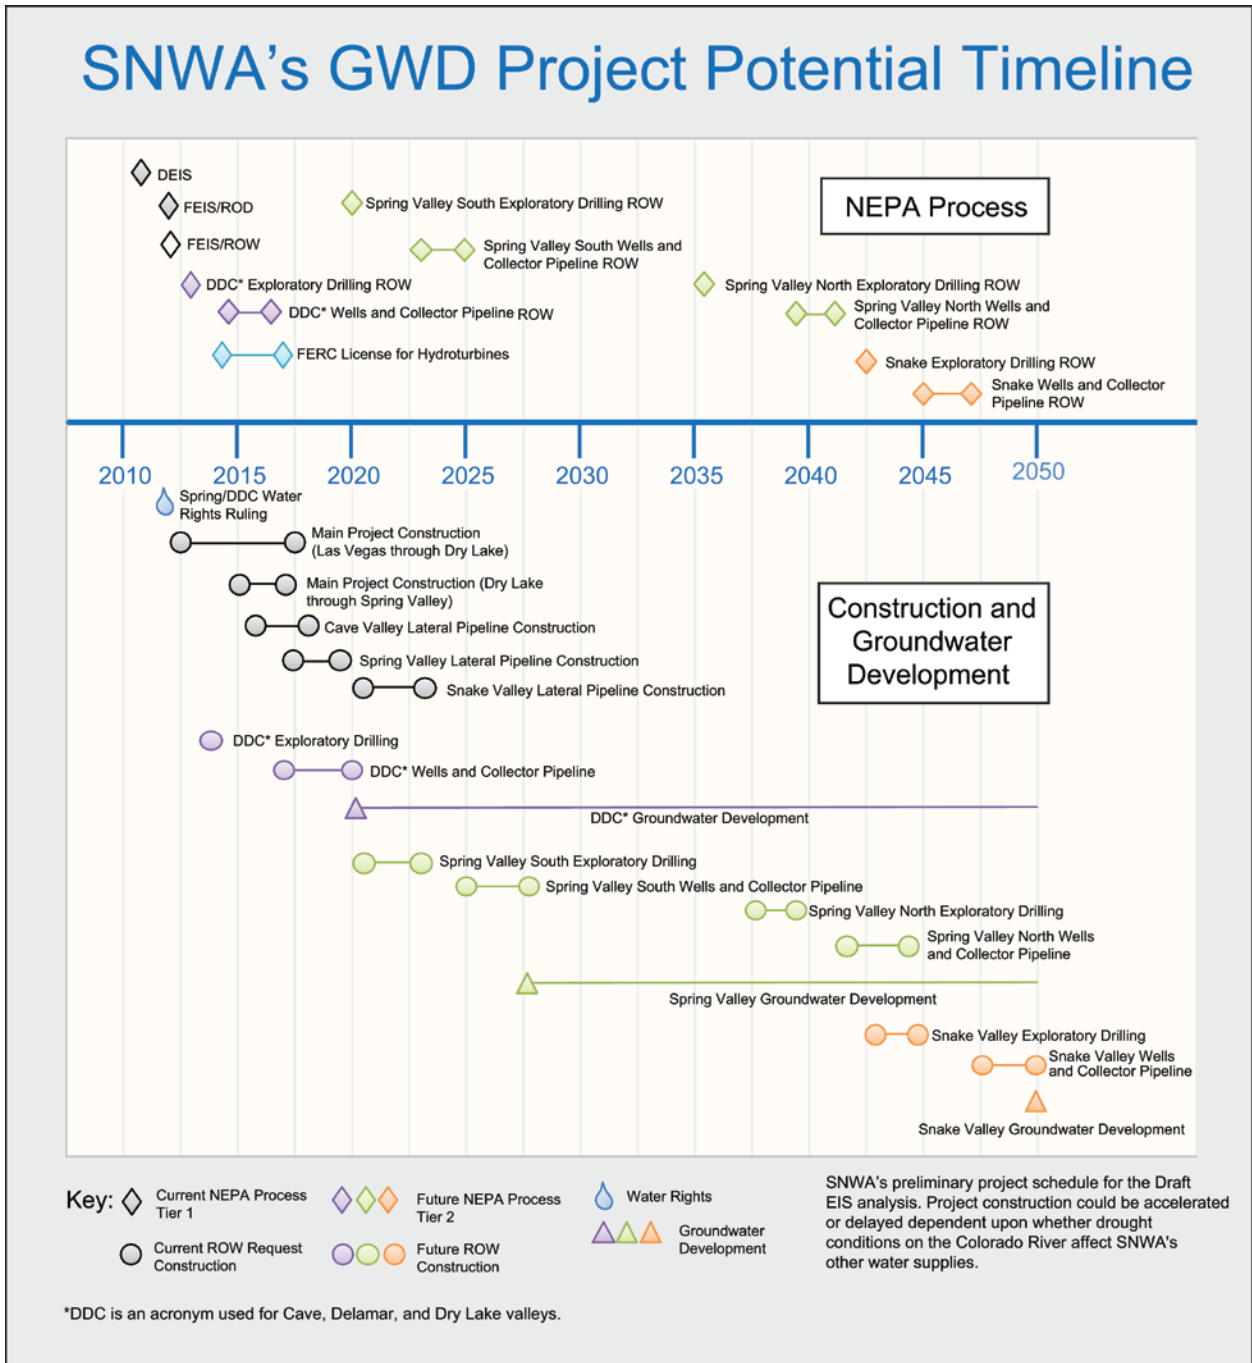 SNWA's GWD Project Potential Timeline
DEIS
FEIS/ROD
FEIS/ROW
DDC* Exploratory Drilling ROW
DDC* Wells and Collector Pipeline ROW
FERC License for Hydroturbines
Spring Valley South Exploratory Drilling ROW
Spring Valley South Wells and
Collector Pipeline ROW
NEPA Process
Spring Valley North Exploratory Drilling ROW
Spring Valley North Wells and
Collector Pipeline ROW
Snake Exploratory Drilling ROW
Snake Wells and Collector
Pipeline ROW
2010 2015 2020 2025 2030 2035 2040 2045 2050
Spring/DDC Water
Rights Ruling
Main Project Construction
(Las Vegas through Dry Lake)
Main Project Construction (Dry Lake
through Spring Valley)
Cave Valley Lateral Pipeline Construction
Spring Valley Lateral Pipeline Construction
Snake Valley Lateral Pipeline Construction
Construction and
Groundwater
Development
DDC* Exploratory Drilling
DDC* Wells and Collector Pipeline
DDC* Groundwater Development
Spring Valley South Exploratory Drilling
Spring Valley South Wells and Collector Pipeline
Spring Valley North Exploratory Drilling
Spring Valley North Wells
and Collector Pipeline
Spring Valley Groundwater Development
Snake Valley Exploratory Drilling
Snake Valley Wells
and Collector Pipeline
Snake Valley Groundwater Development
Key:
Current NEPA Process
Tier 1
Current ROW Request
Construction
Future NEPA Process
Tier 2
Future ROW
Construction
Water Rights
Groundwater
Development
SNWA's preliminary project schedule for the Draft
EIS analysis. Project construction could be accelerated
or delayed dependent upon whether drought
conditions on the Colorado River affect SNWA's
other water supplies.
*DDC is an acronym used for Cave, Delamar, and Dry Lake valleys.